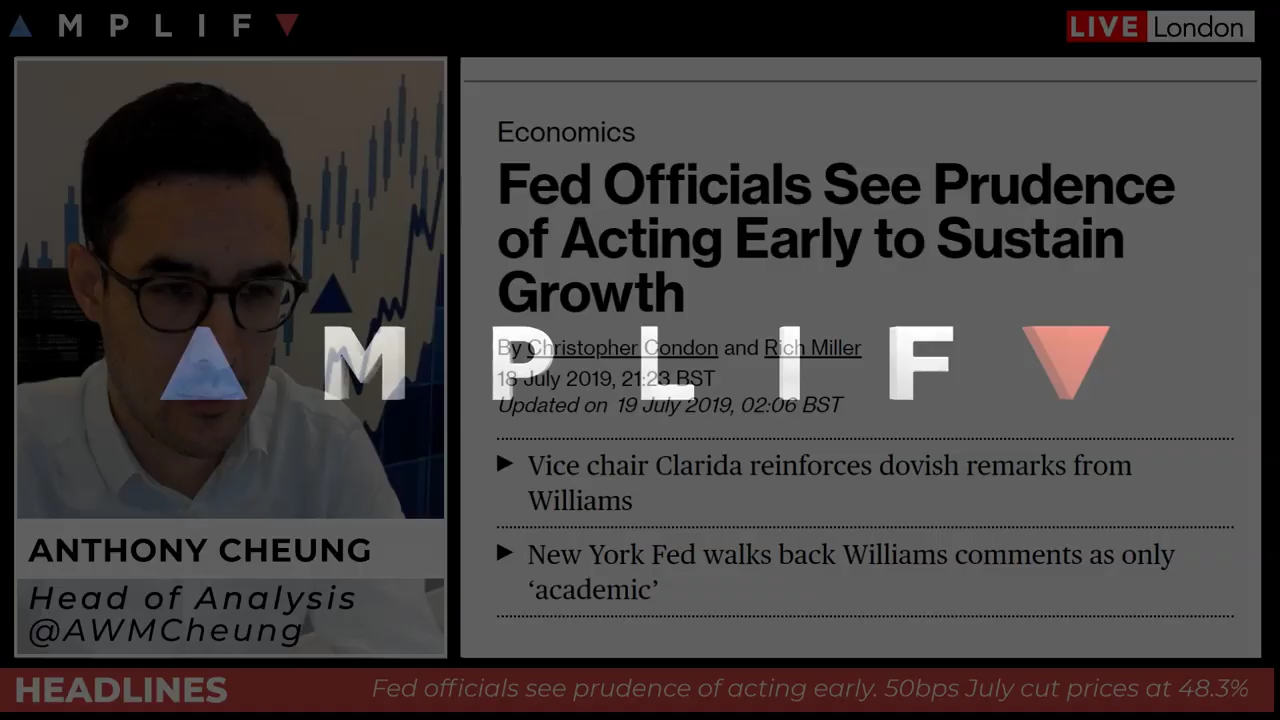 MPLIF
LIVE London
Economics
Fed Officials See Prudence
of Acting Early to Sustain
Growth
MPLIF
By Christopher Condon and Rich Miller
18 July 2019, 21:23 BST
Updated on 19 July 2019, 02:06 BST
▶ Vice chair Clarida reinforces dovish remarks from
Williams
▶ New York Fed walks back Williams comments as only
‘academic’
ANTHONY CHEUNG
Head of Analysis
@AWMCheung
HEADLINES Fed officials see prudence of acting early. 50bps July cut prices at 48.3%